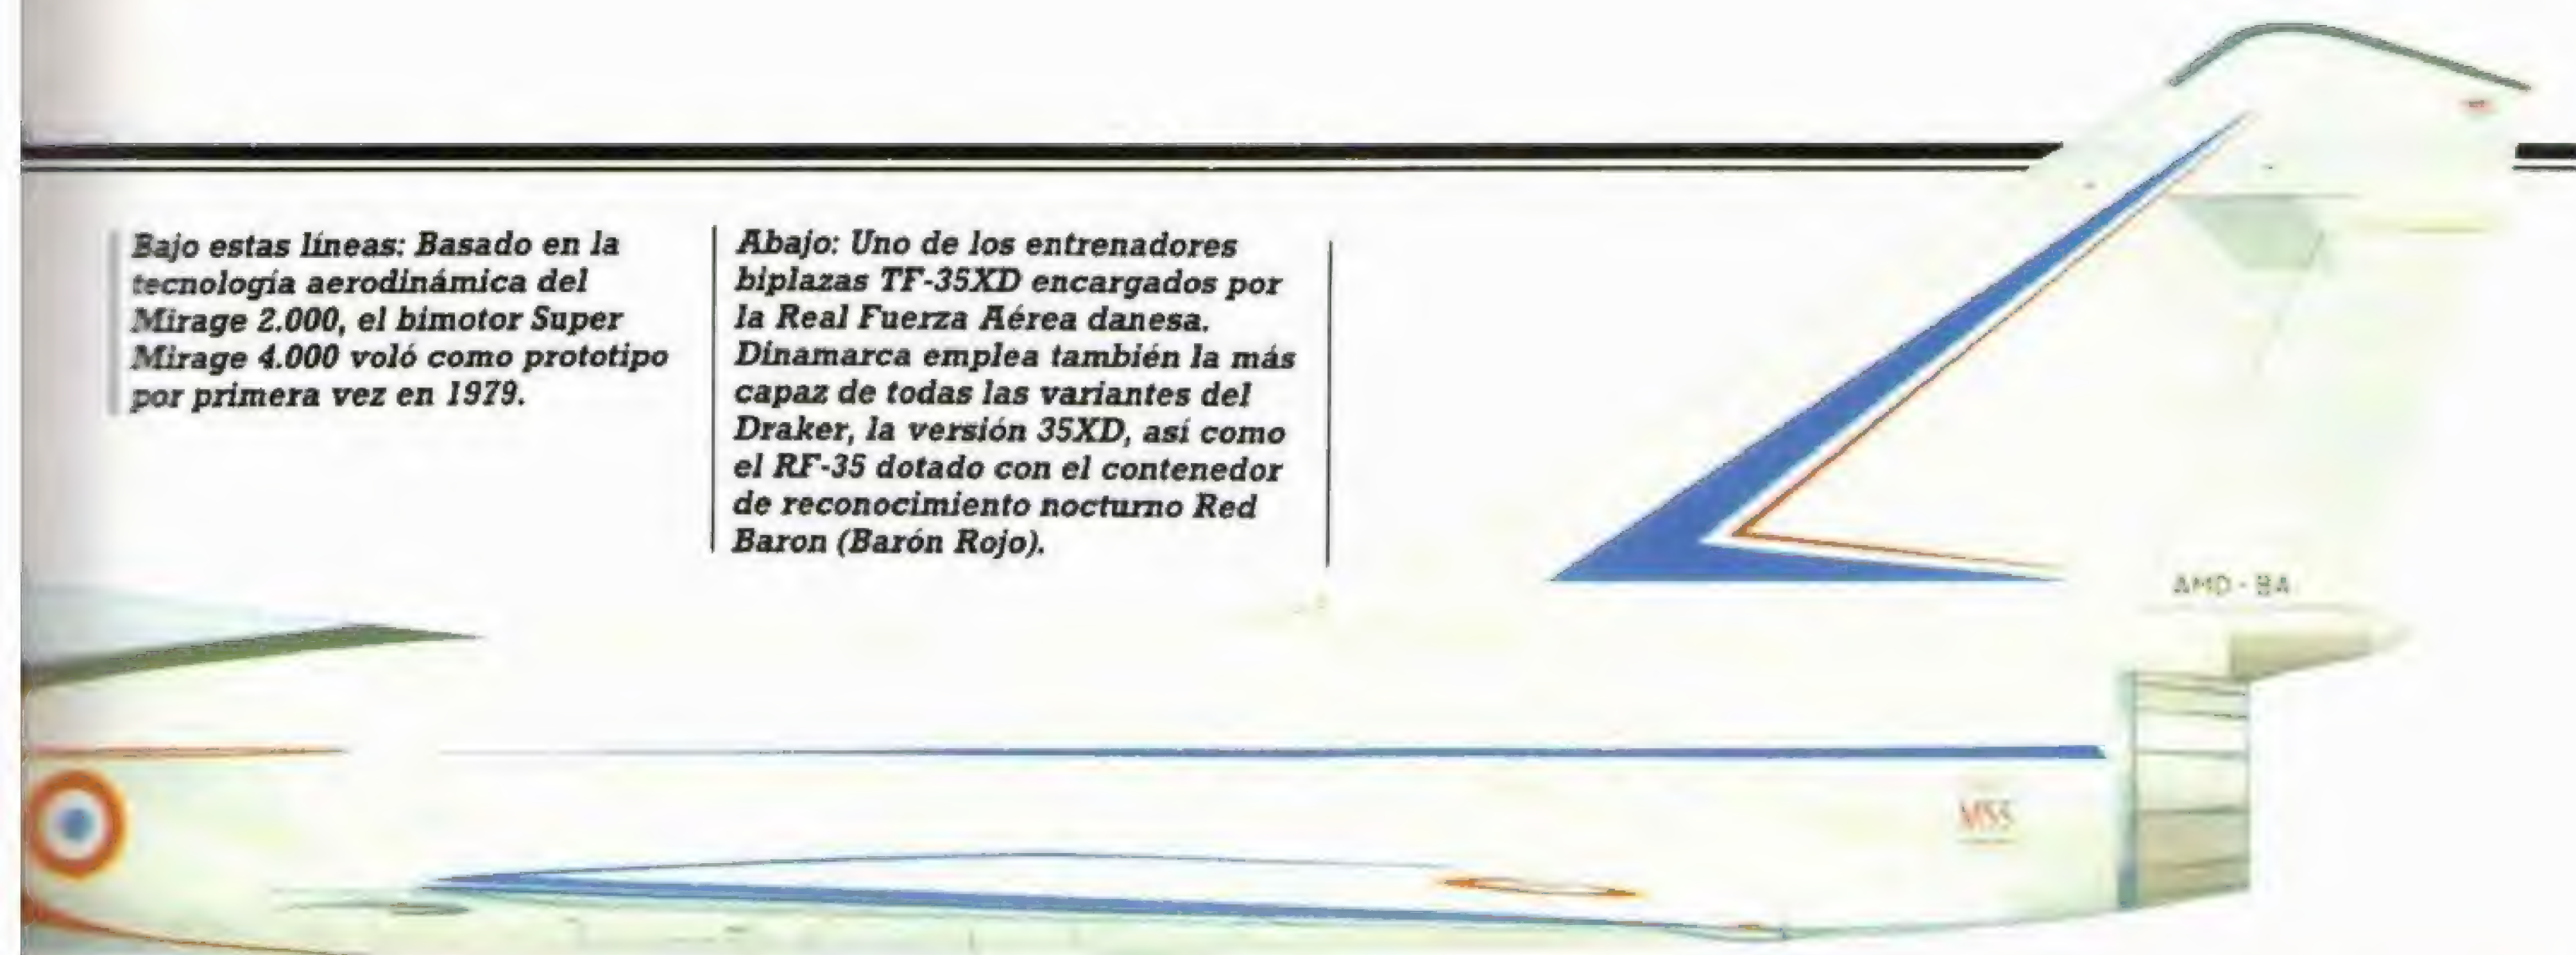 Bajo estas líneas: Basado en la
tecnología aerodinámica del
Mirage 2.000, el bimotor Super
Mirage 4.000 voló como prototipo
por primera vez en 1979.
Abajo: Uno de los entrenadores
biplazas TF-35XD encargados por
la Real Fuerza Aérea danesa.
Dinamarca emplea también la más
capaz de todas las variantes del
Draker, la versión 35XD, así como
el RF-35 dotado con el contenedor
de reconocimiento nocturno Red
Baron (Barón Rojo).
AMD - BA